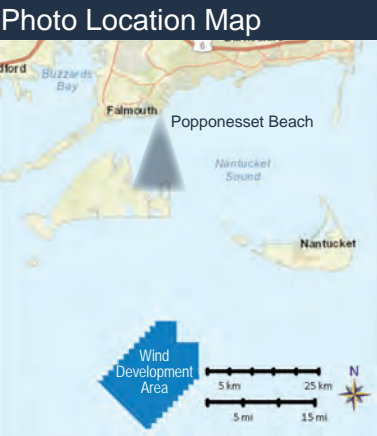 Photo Location Map
6
dford
Buzzards
Bay
Falmouth
Popponesset Beach
Nantucket
Sound
Nantucket
Wind
Development
Area
N
5 km 25 km
5 mi 15 mi